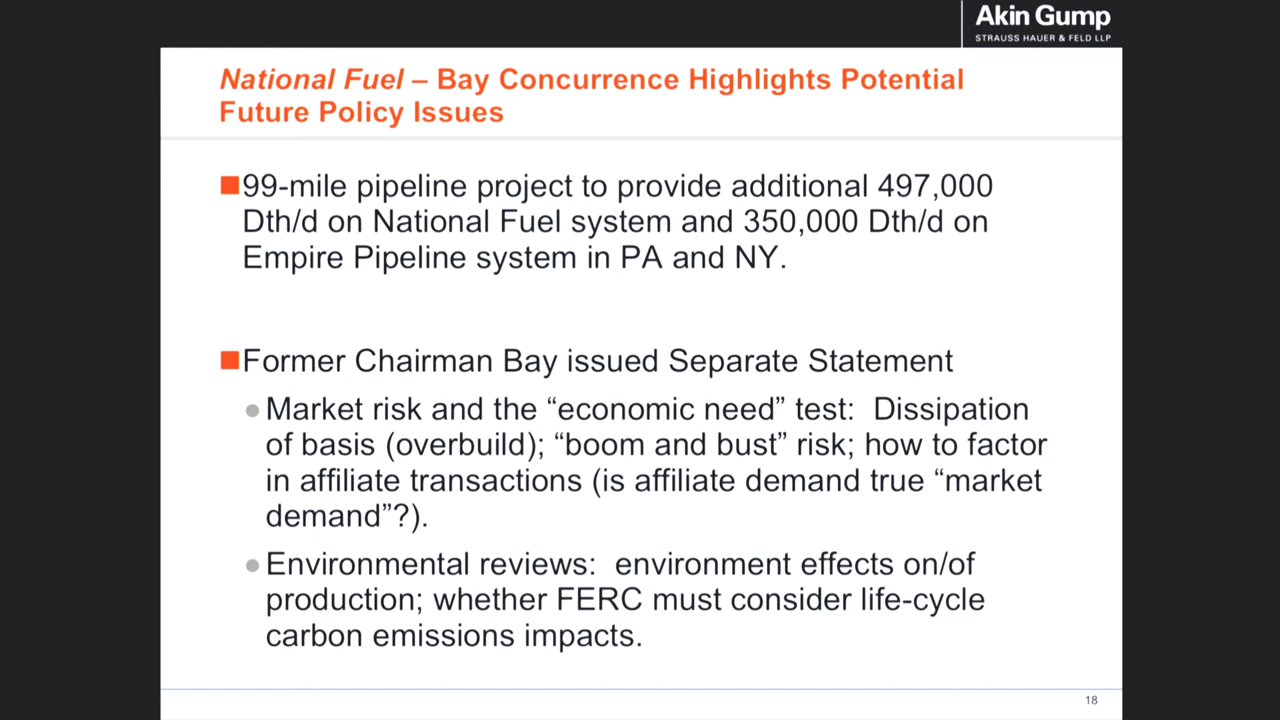 Akin Gump
STRAUSS HAUER & FELD LLP
National Fuel – Bay Concurrence Highlights Potential
Future Policy Issues
99-mile pipeline project to provide additional 497,000
Dth/d on National Fuel system and 350,000 Dth/d on
Empire Pipeline system in PA and NY.
Former Chairman Bay issued Separate Statement
Market risk and the “economic need” test:  Dissipation
of basis (overbuild); “boom and bust” risk; how to factor
in affiliate transactions (is affiliate demand true “market
demand”?).
Environmental reviews:  environment effects on/of
production; whether FERC must consider life-cycle
carbon emissions impacts.
18